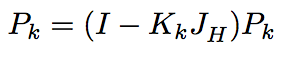 P_k = (I − K_k J_H)P_k